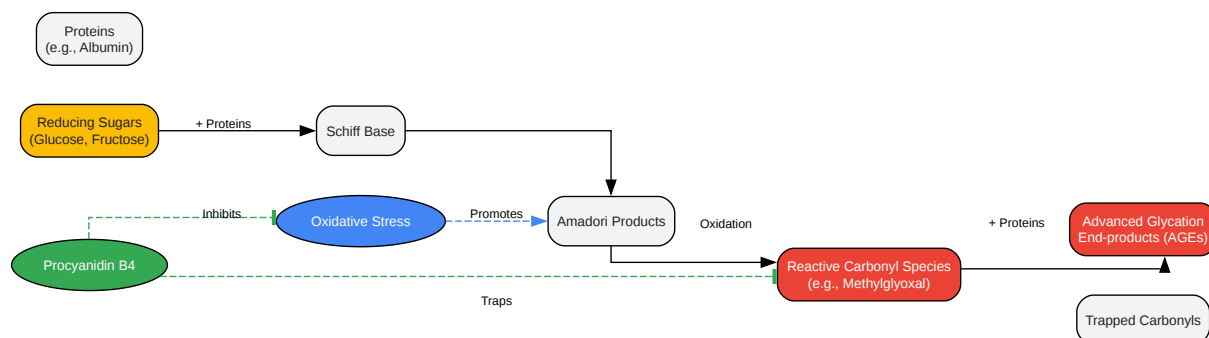 Proteins
(e.g., Albumin)
Reducing Sugars
(Glucose, Fructose)
+ Proteins
Schiff Base
Inhibits
Oxidative Stress
Promotes
Amadori Products
Oxidation
+ Proteins
Advanced Glycation
End-products (AGEs)
Procyanidin B4
Traps
Reactive Carbonyl Species
(e.g., Methylglyoxal)
Trapped Carbonyls